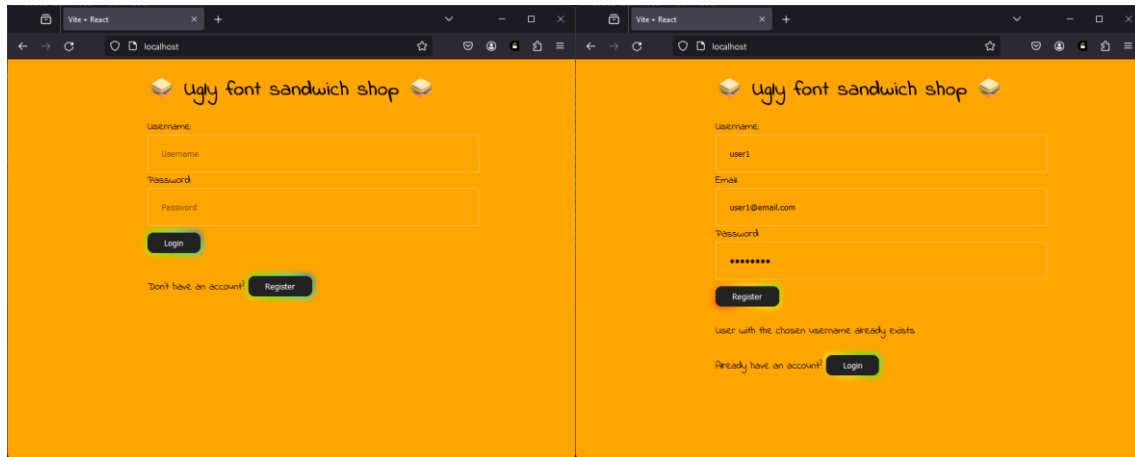 Vite + React
localhost
Ugly font sandwich shop
Username:
Username
Password
Password
Login
Don't have an account? Register
Vite + React
localhost
Ugly font sandwich shop
Username:
user1
Email
user1@email.com
Password
••••••••
Register
User with the chosen username already exists
Already have an account? Login